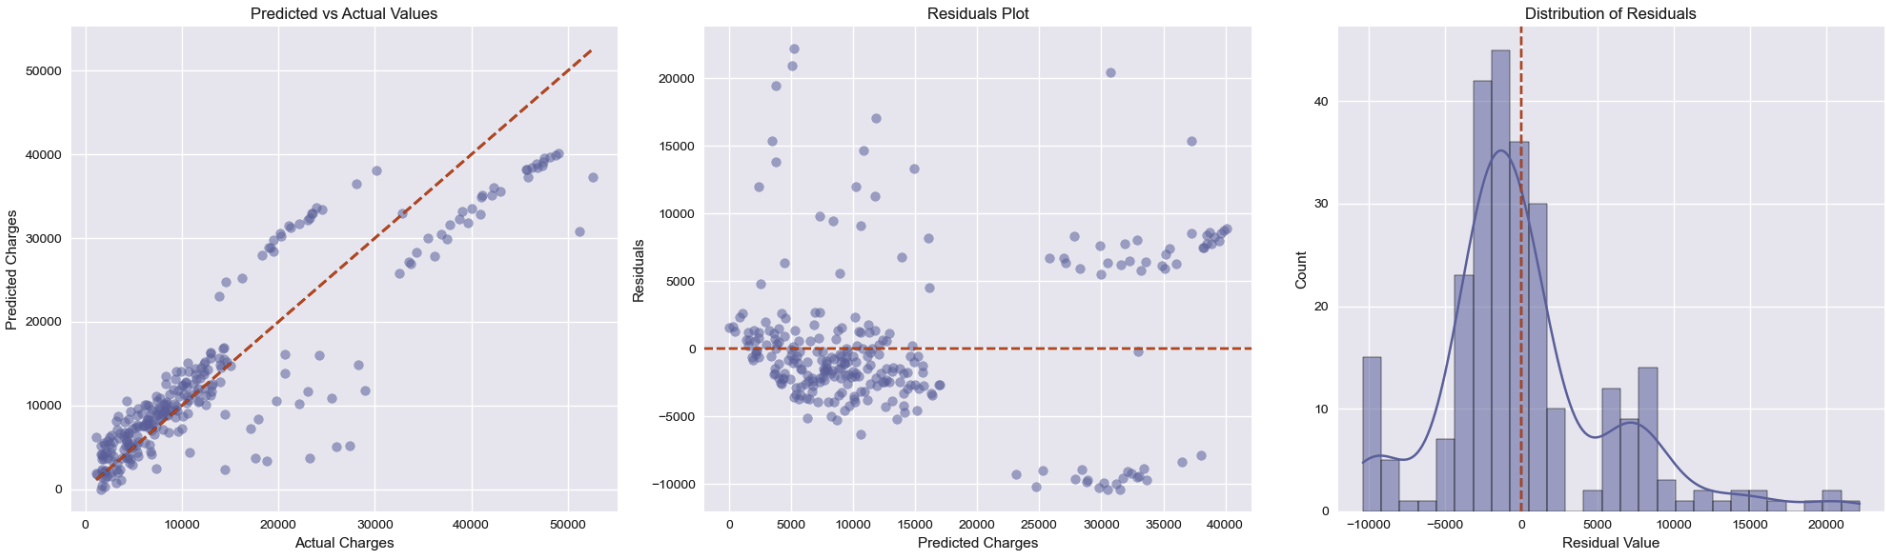 Predicted vs Actual Values
50000
40000
30000
20000
10000
0
Predicted Charges
0 10000 20000 30000 40000 50000
Actual Charges
Residuals Plot
20000
15000
10000
5000
0
−5000
−10000
Residuals
0 5000 10000 15000 20000 25000 30000 35000 40000
Predicted Charges
Distribution of Residuals
40
30
20
10
0
Count
−10000 −5000 0 5000 10000 15000 20000
Residual Value